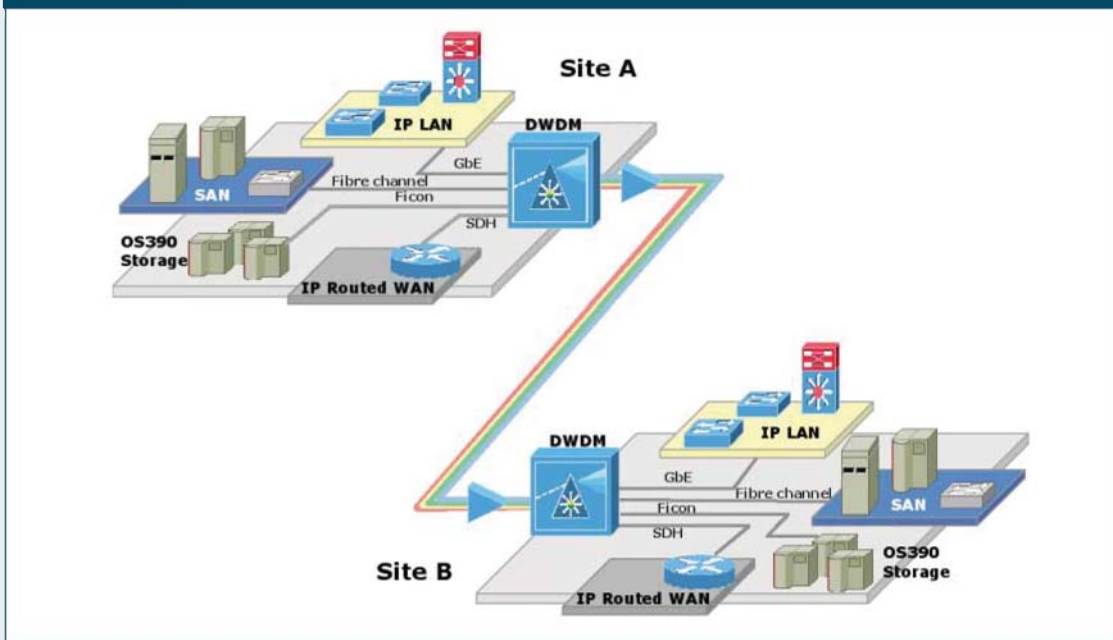 Site A
IP LAN
DWDM
GbE
Fibre channel
SAN
Ficon
SDH
OS390
Storage
IP Routed WAN
IP LAN
DWDM
GbE
Fibre channel
SAN
Ficon
SDH
OS390
Storage
Site B
IP Routed WAN